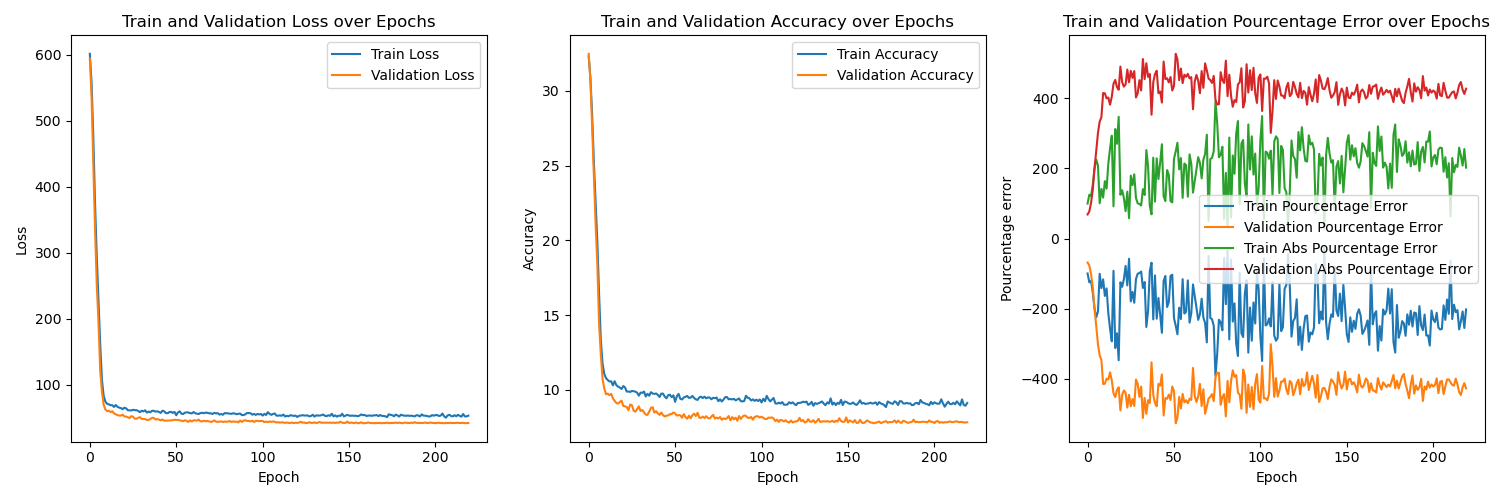 Train and Validation Loss over Epochs
Train Loss
Validation Loss
600
500
400
300
200
100
Loss
0
50
100
150
200
Epoch
Train and Validation Accuracy over Epochs
Train Accuracy
Validation Accuracy
30
25
20
15
10
Accuracy
0
50
100
150
200
Epoch
Train and Validation Pourcentage Error over Epochs
400
200
0
−200
−400
Pourcentage error
Train Pourcentage Error
Validation Pourcentage Error
Train Abs Pourcentage Error
Validation Abs Pourcentage Error
0
50
100
150
200
Epoch